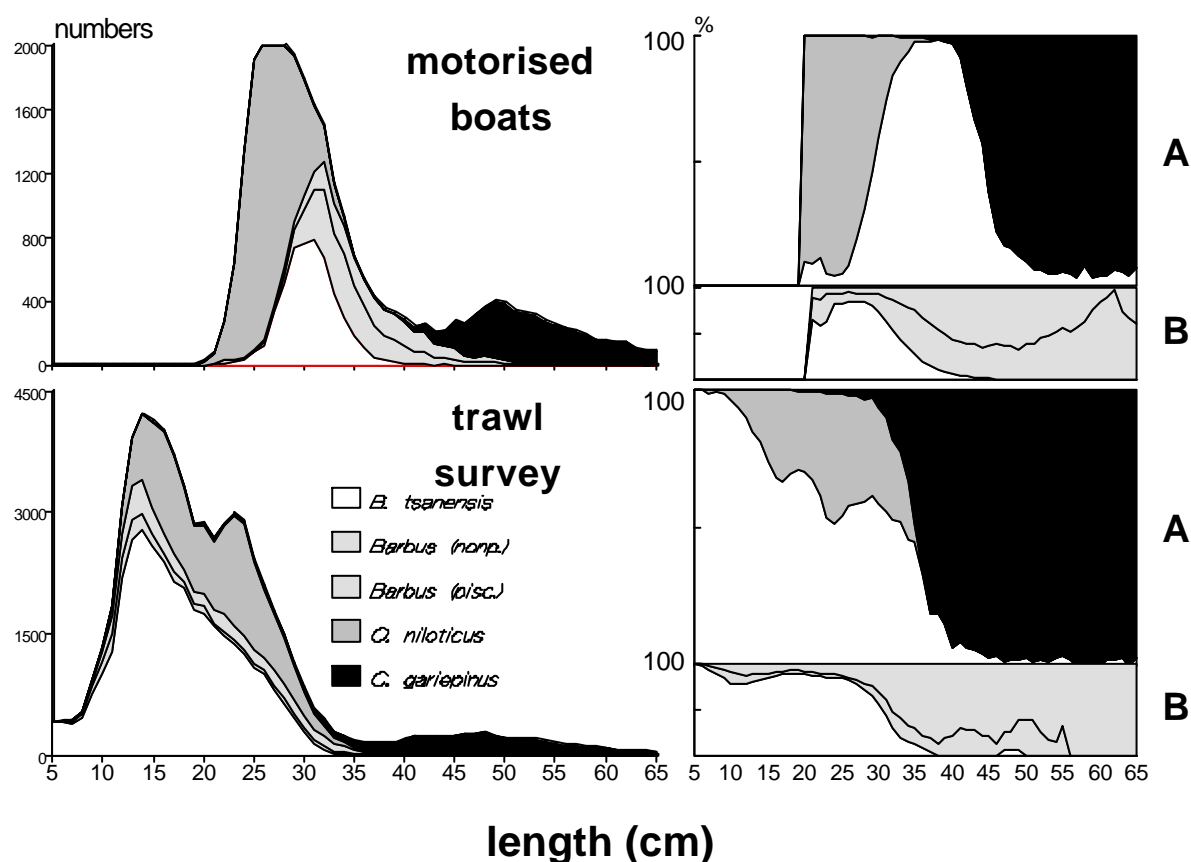 numbers
2000
1600
1200
800
400
0
motorised
boats
%
100
A
100
B
4500
3000
1500
0
trawl
survey
B. tsanensis
Barbus (nonp.)
Barbus (pisc.)
O. niloticus
C. gariepinus
5 10 15 20 25 30 35 40 45 50 55 60 65
100
A
100
B
5 10 15 20 25 30 35 40 45 50 55 60 65
length (cm)